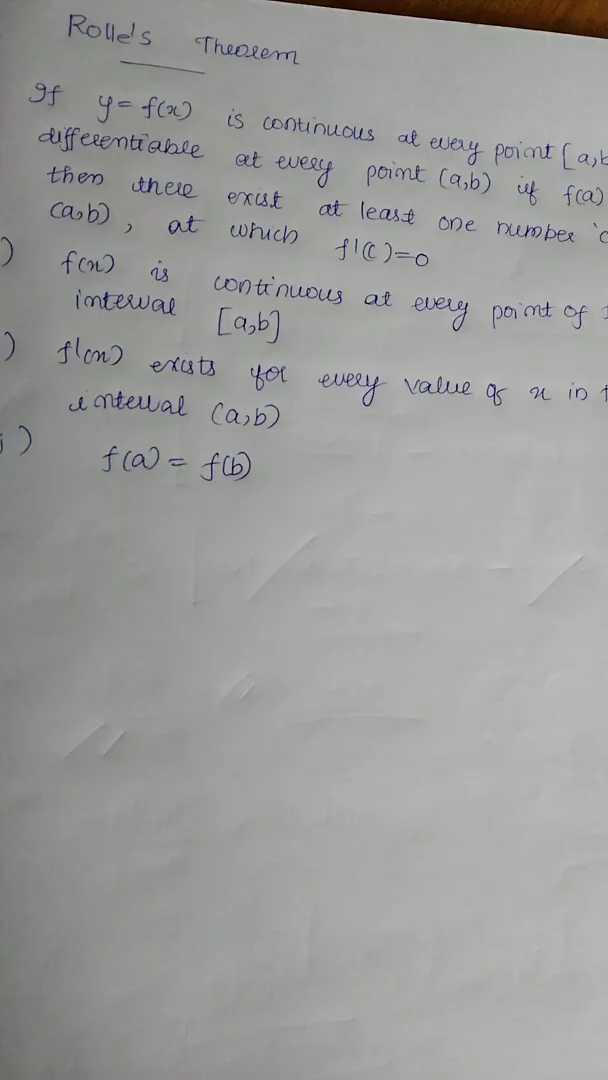 Rolle's Theorem
If y = f(x) is continuous at every point [a,b
differentiable at every point (a,b) if f(a)
then there exist at least one number 'c
(a,b), at which f'(c)=0
) f(x) is continuous at every point of
interval [a,b]
) f'(x) exists for every value of x in
interval (a,b)
) f(a) = f(b)